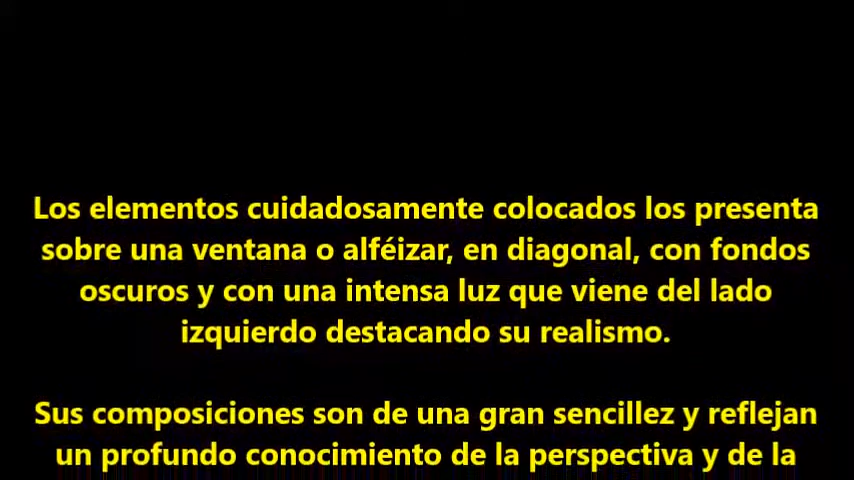 Los elementos cuidadosamente colocados los presenta
sobre una ventana o alféizar, en diagonal, con fondos
oscuros y con una intensa luz que viene del lado
izquierdo destacando su realismo.
Sus composiciones son de una gran sencillez y reflejan
un profundo conocimiento de la perspectiva y de la